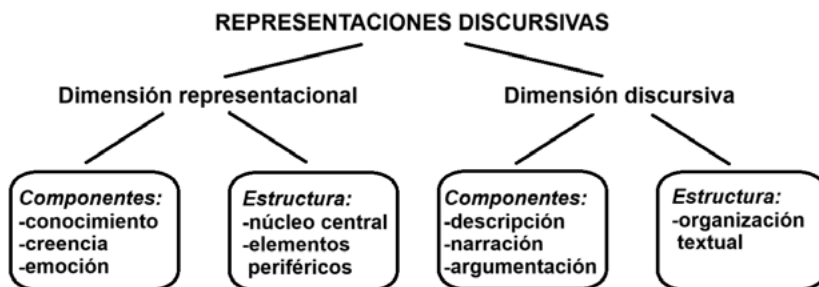 REPRESENTACIONES DISCURSIVAS
Dimensión representacional
Dimensión discursiva
Componentes:
-conocimiento
-creencia
-emoción
Estructura:
-núcleo central
-elementos
periféricos
Componentes:
-descripción
-narración
-argumentación
Estructura:
-organización
textual